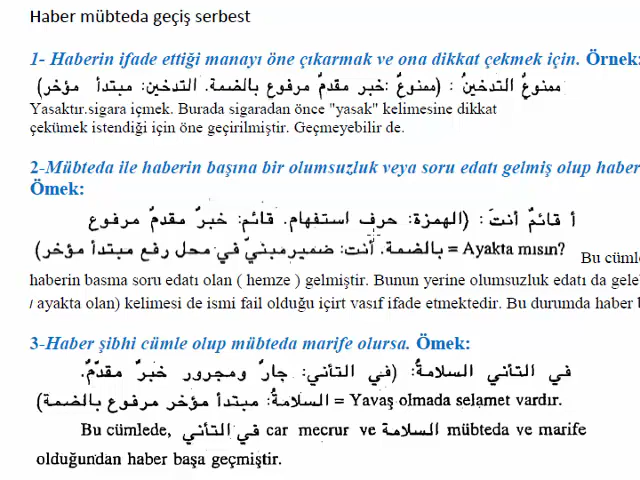 Haber mübteda geçiş serbest
1- Haberin ifade ettiği manayı öne çıkarmak ve ona dikkat çekmek için. Örnek:
ممنوعٌ التدخينُ : (ممنوعٌ :خبر مقدمٌ مرفوع بالضمة. التدخين: مبتدأ مؤخر)
Yasaktır.sigara içmek. Burada sigaradan önce "yasak" kelimesine dikkat
çekümek istendiği için öne geçirilmiştir. Geçmeyebilir de.
2-Mübteda ile haberin başına bir olumsuzluk veya soru edatı gelmiş olup haber
Ömek:
أ قائمٌ أنتَ : (الهمزة: حرف استفهام. قائم: خبرٌ مقدمٌ مرفوع
بالضمة. أنت: ضميرمبنيٌّ في محل رفع مبتدأ مؤخر) = Ayakta mısın? Bu cüml
haberin basma soru edatı olan ( hemze ) gelmiştir. Bunun yerine olumsuzluk edatı da gele
/ ayakta olan) kelimesi de ismi fail olduğu içirt vasıf ifade etmektedir. Bu durumda haber
3-Haber şibhi cümle olup mübteda marife olursa. Ömek:
في التأني السلامةُ: (في التأني: جارٌ ومجرور خبرٌ مقدّمٌ.
السلامةُ: مبتدأ مؤخر مرفوع بالضمة) = Yavaş olmada selamet vardır.
Bu cümlede, في التأني car mecrur ve السلامة mübteda ve marife
olduğundan haber başa geçmiştir.